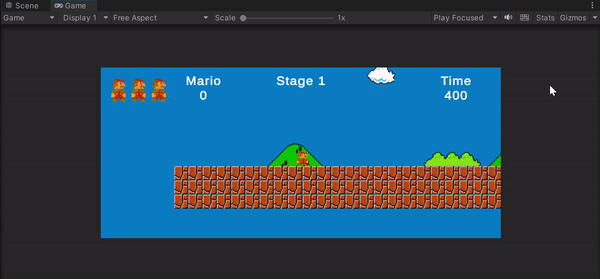 Scene Game
Game Display 1 Free Aspect Scale 1x Play Focused Stats Gizmos
Mario Stage 1 Time
0 400